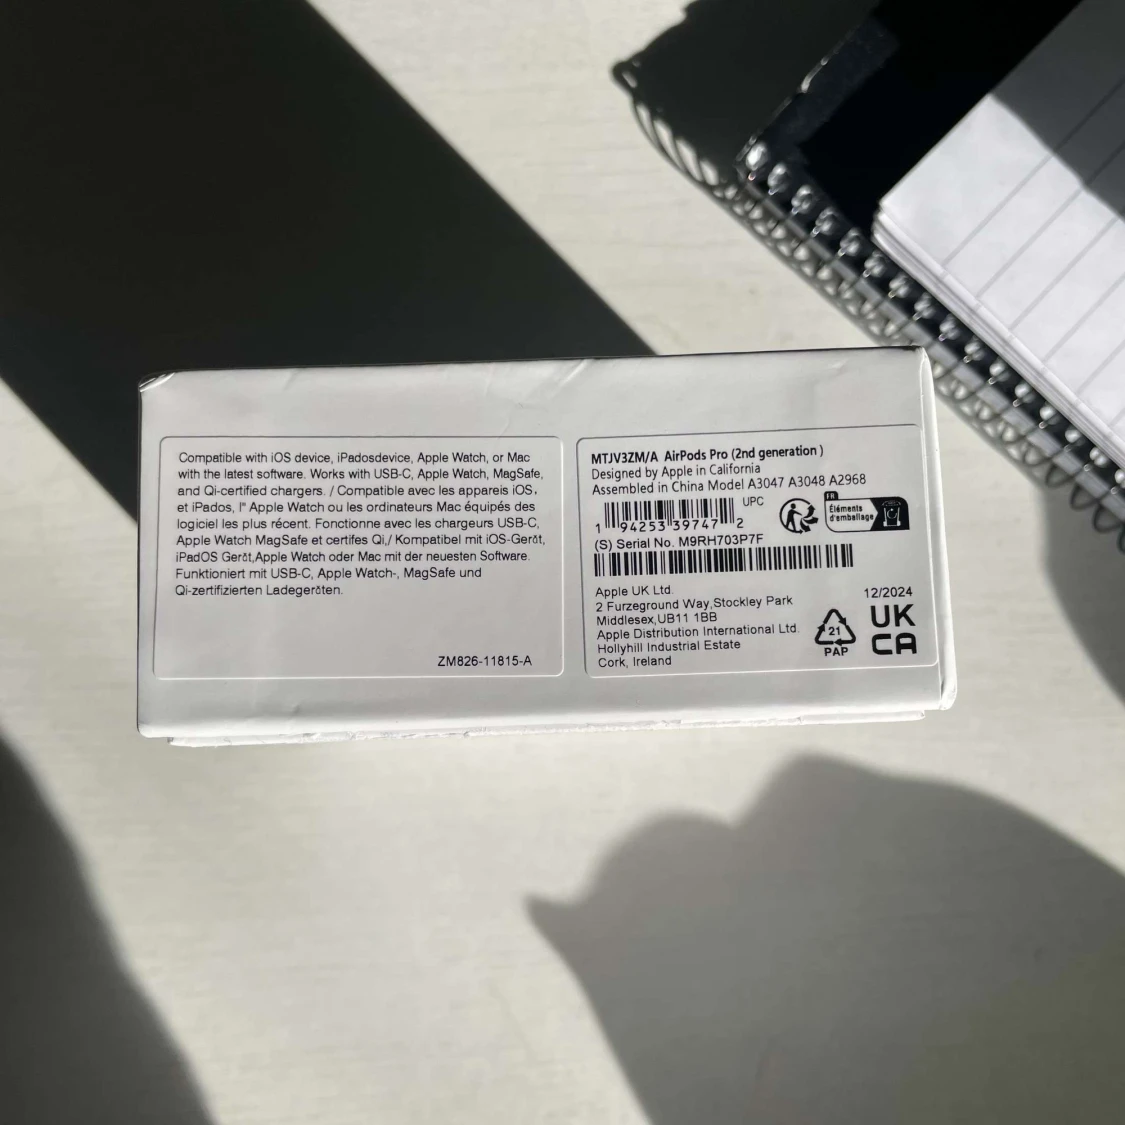 Compatible with iOS device, iPadosdevice, Apple Watch, or Mac
with the latest software. Works with USB-C, Apple Watch, MagSafe,
and Qi-certified chargers. / Compatible avec les appareils iOS,
et iPados, l" Apple Watch ou les ordinateurs Mac équipés des
logiciel les plus récent. Fonctionne avec les chargeurs USB-C,
Apple Watch MagSafe et certifes Qi,/ Kompatibel mit iOS-Gerät,
iPadOS Gerät,Apple Watch oder Mac mit der neuesten Software.
Funktioniert mit USB-C, Apple Watch-, MagSafe und
Qi-zertifizierten Ladegeräten.
ZM826-11815-A
MTJV3ZM/A AirPods Pro (2nd generation )
Designed by Apple in California
Assembled in China Model A3047 A3048 A2968
UPC
1 94253 39747 2
FR
Éléments
d'emballage
(S) Serial No. M9RH703P7F
Apple UK Ltd.
2 Furzeground Way,Stockley Park
Middlesex,UB11 1BB
Apple Distribution International Ltd.
Hollyhill Industrial Estate
Cork, Ireland
21
PAP
12/2024
UK
CA